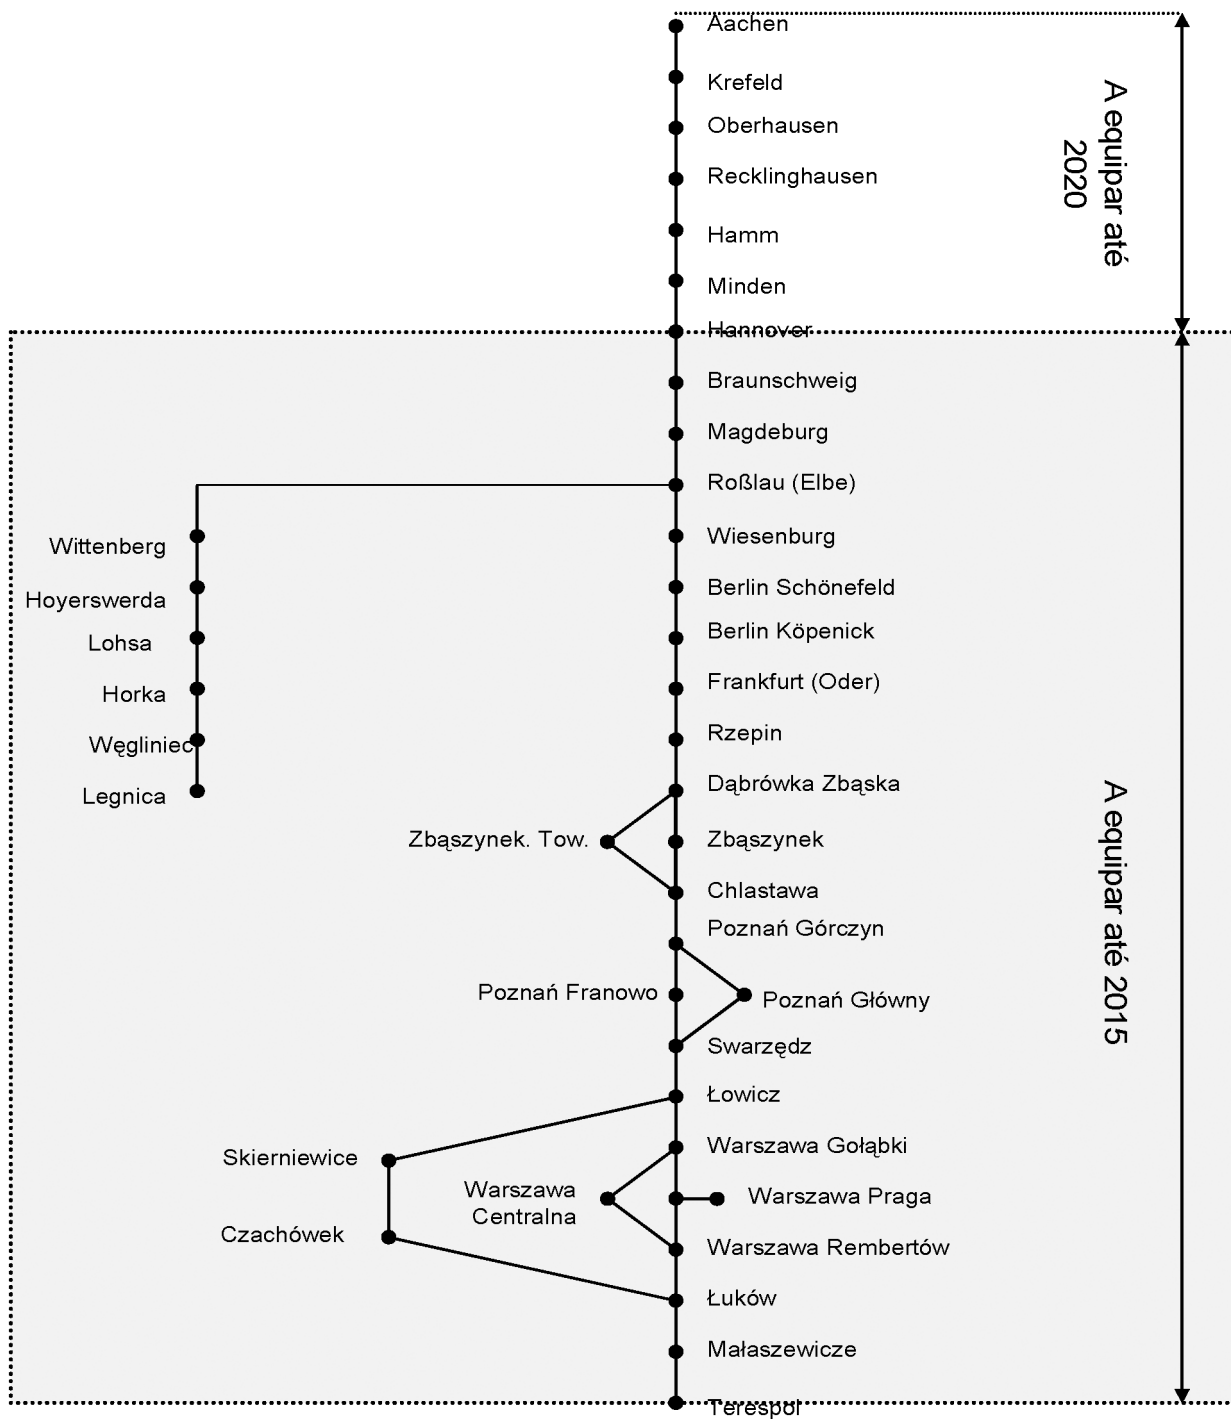 Aachen
Krefeld
Oberhausen
Recklinghausen
Hamm
Minden
Hannover
A equipar até
2020
Braunschweig
Magdeburg
Roßlau (Elbe)
Wittenberg
Hoyerswerda
Lohsa
Horka
Węgliniec
Legnica
Wiesenburg
Berlin Schönefeld
Berlin Köpenick
Frankfurt (Oder)
Rzepin
Dąbrówka Zbąska
Zbąszynek. Tow.
Zbąszynek
Chlastawa
Poznań Górczyn
Poznań Franowo
Poznań Główny
Swarzędz
Łowicz
Skierniewice
Czachówek
Warszawa Gołąbki
Warszawa
Centralna
Warszawa Praga
Warszawa Rembertów
Łuków
Małaszewicze
Terespol
A equipar até 2015